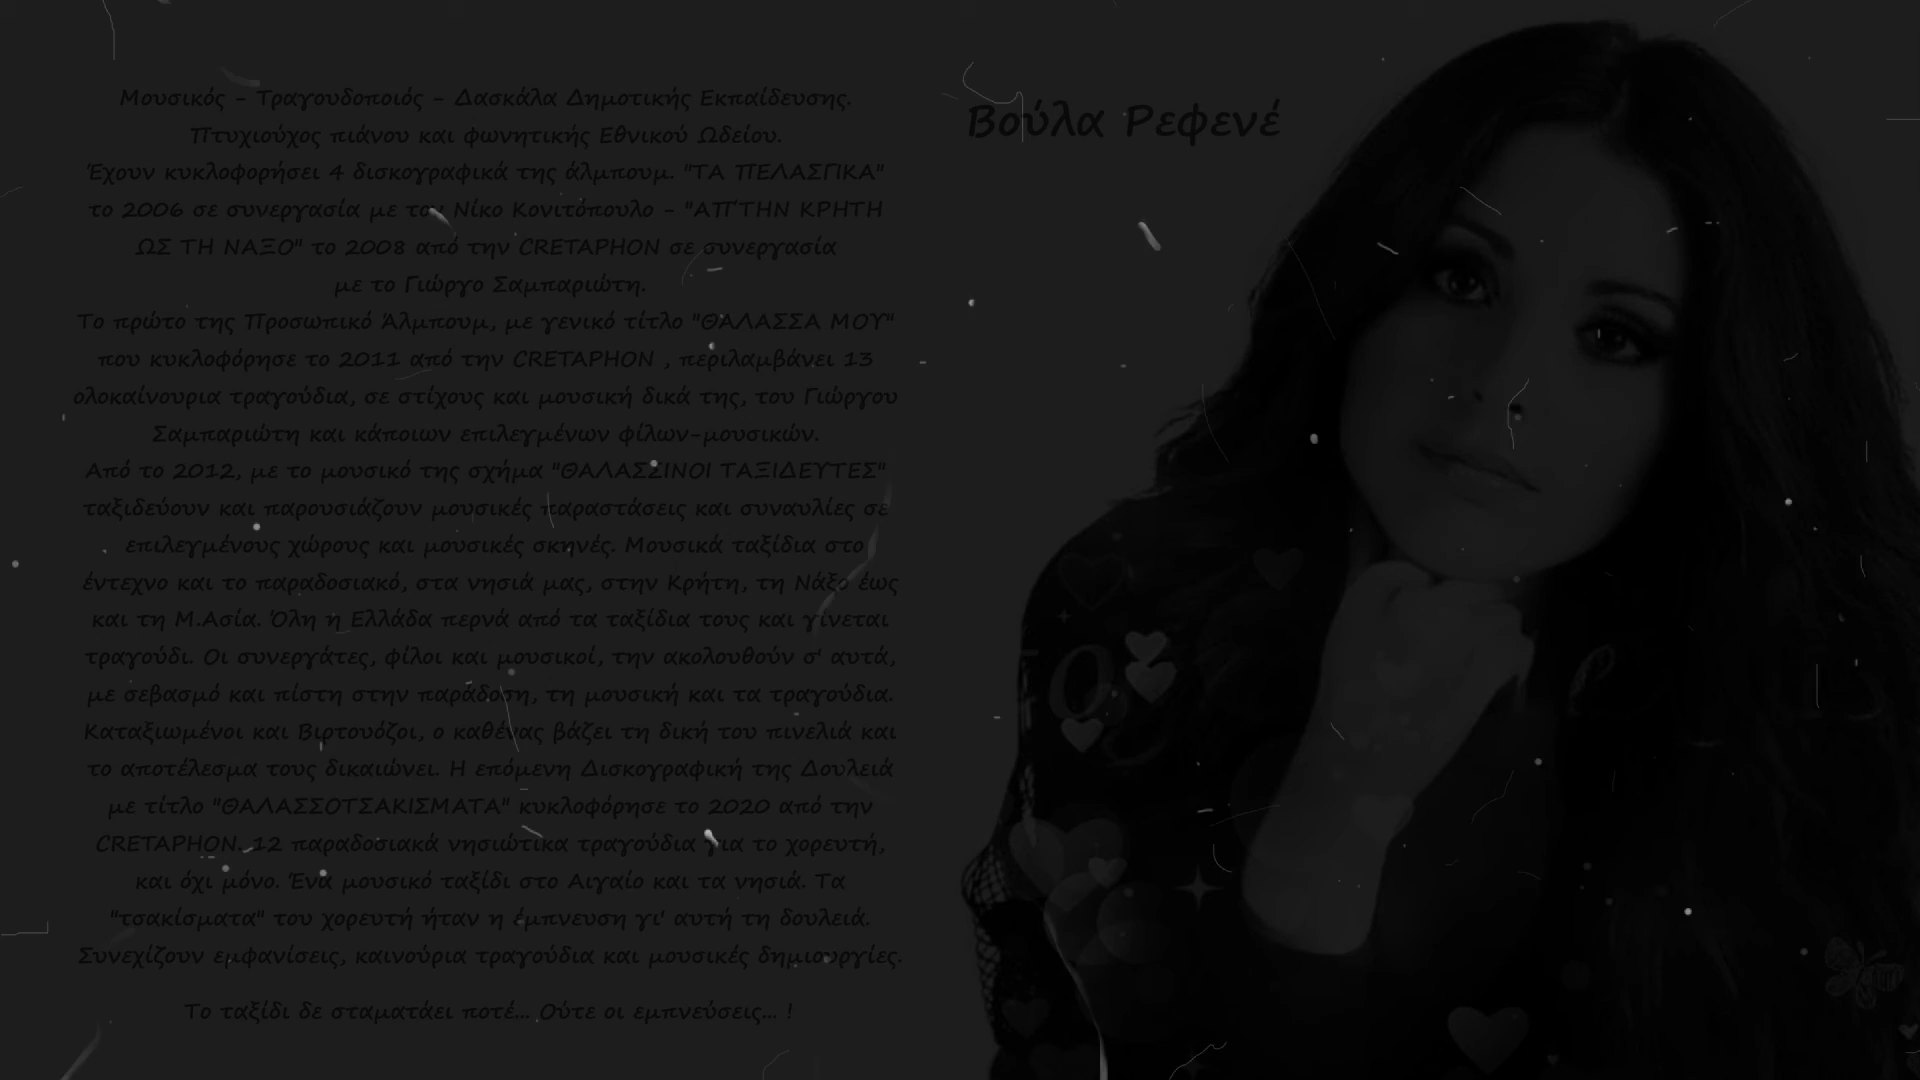 Μουσικός - Τραγουδοποιός - Δασκάλα Δημοτικής Εκπαίδευσης.
Πτυχιούχος πιάνου και φωνητικής Εθνικού Ωδείου.
Έχουν κυκλοφορήσει 4 δισκογραφικά της άλμπουμ. "ΤΑ ΠΕΛΑΣΓΙΚΑ"
το 2006 σε συνεργασία με τον Νίκο Κονιτόπουλο - "ΑΠ'ΤΗΝ ΚΡΗΤΗ
ΩΣ ΤΗ ΝΑΞΟ" το 2008 από την CRETAPHON σε συνεργασία
με το Γιώργο Σαμπαριώτη.
Το πρώτο της Προσωπικό Άλμπουμ, με γενικό τίτλο "ΘΑΛΑΣΣΑ ΜΟΥ"
που κυκλοφόρησε το 2011 από την CRETAPHON , περιλαμβάνει 13
ολοκαίνουρια τραγούδια, σε στίχους και μουσική δικά της, του Γιώργου
Σαμπαριώτη και κάποιων επιλεγμένων φίλων-μουσικών.
Από το 2012, με το μουσικό της σχήμα "ΘΑΛΑΣΣΙΝΟΙ ΤΑΞΙΔΕΥΤΕΣ"
ταξιδεύουν και παρουσιάζουν μουσικές παραστάσεις και συναυλίες σε
επιλεγμένους χώρους και μουσικές σκηνές. Μουσικά ταξίδια στο
έντεχνο και το παραδοσιακό, στα νησιά μας, στην Κρήτη, τη Νάξο έως
και τη Μ.Ασία. Όλη η Ελλάδα περνά από τα ταξίδια τους και γίνεται
τραγούδι. Οι συνεργάτες, φίλοι και μουσικοί, την ακολουθούν σ' αυτά,
με σεβασμό και πίστη στην παράδοση, τη μουσική και τα τραγούδια.
Καταξιωμένοι και Βιρτουόζοι, ο καθένας βάζει τη δική του πινελιά και
το αποτέλεσμα τους δικαιώνει. Η επόμενη Δισκογραφική της Δουλειά
με τίτλο "ΘΑΛΑΣΣΟΤΣΑΚΙΣΜΑΤΑ" κυκλοφόρησε το 2020 από την
CRETAPHON. 12 παραδοσιακά νησιώτικα τραγούδια για το χορευτή,
και όχι μόνο. Ένα μουσικό ταξίδι στο Αιγαίο και τα νησιά. Τα
"τσακίσματα" του χορευτή ήταν η έμπνευση γι' αυτή τη δουλειά.
Συνεχίζουν εμφανίσεις, καινούρια τραγούδια και μουσικές δημιουργίες.
Το ταξίδι δε σταματάει ποτέ... Ούτε οι εμπνεύσεις... !
Βούλα Ρεφενέ